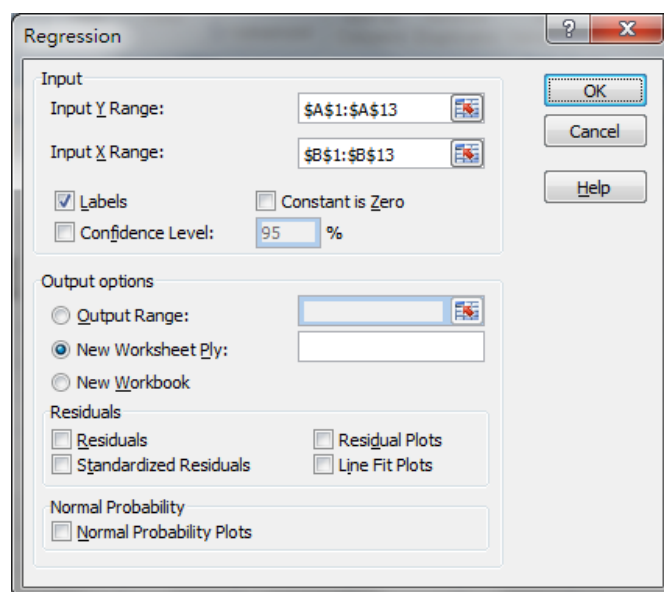 Regression
Input
Input Y Range: $A$1:$A$13
Input X Range: $B$1:$B$13
Labels Constant is Zero
Confidence Level: 95 %
OK
Cancel
Help
Output options
Output Range:
New Worksheet Ply:
New Workbook
Residuals
Residuals Residual Plots
Standardized Residuals Line Fit Plots
Normal Probability
Normal Probability Plots